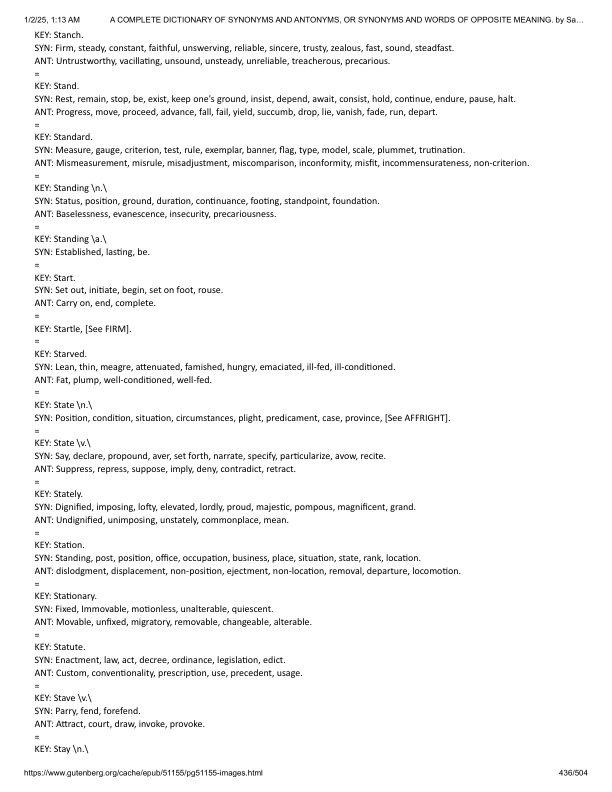 1/2/25, 1:13 AM A COMPLETE DICTIONARY OF SYNONYMS AND ANTONYMS, OR SYNONYMS AND WORDS OF OPPOSITE MEANING. by Sa…
KEY: Stanch.
SYN: Firm, steady, constant, faithful, unswerving, reliable, sincere, trusty, zealous, fast, sound, steadfast.
ANT: Untrustworthy, vacillating, unsound, unsteady, unreliable, treacherous, precarious.
=
KEY: Stand.
SYN: Rest, remain, stop, be, exist, keep one's ground, insist, depend, await, consist, hold, continue, endure, pause, halt.
ANT: Progress, move, proceed, advance, fall, fail, yield, succumb, drop, lie, vanish, fade, run, depart.
=
KEY: Standard.
SYN: Measure, gauge, criterion, test, rule, exemplar, banner, flag, type, model, scale, plummet, trutination.
ANT: Mismeasurement, misrule, misadjustment, miscomparison, inconformity, misfit, incommensurateness, non-criterion.
=
KEY: Standing \n.\
SYN: Status, position, ground, duration, continuance, footing, standpoint, foundation.
ANT: Baselessness, evanescence, insecurity, precariousness.
=
KEY: Standing \a.\
SYN: Established, lasting, be.
=
KEY: Start.
SYN: Set out, initiate, begin, set on foot, rouse.
ANT: Carry on, end, complete.
=
KEY: Startle, [See FIRM].
=
KEY: Starved.
SYN: Lean, thin, meagre, attenuated, famished, hungry, emaciated, ill-fed, ill-conditioned.
ANT: Fat, plump, well-conditioned, well-fed.
=
KEY: State \n.\
SYN: Position, condition, situation, circumstances, plight, predicament, case, province, [See AFFRIGHT].
=
KEY: State \v.\
SYN: Say, declare, propound, aver, set forth, narrate, specify, particularize, avow, recite.
ANT: Suppress, repress, suppose, imply, deny, contradict, retract.
=
KEY: Stately.
SYN: Dignified, imposing, lofty, elevated, lordly, proud, majestic, pompous, magnificent, grand.
ANT: Undignified, unimposing, unstately, commonplace, mean.
=
KEY: Station.
SYN: Standing, post, position, office, occupation, business, place, situation, state, rank, location.
ANT: dislodgment, displacement, non-position, ejectment, non-location, removal, departure, locomotion.
=
KEY: Stationary.
SYN: Fixed, Immovable, motionless, unalterable, quiescent.
ANT: Movable, unfixed, migratory, removable, changeable, alterable.
=
KEY: Statute.
SYN: Enactment, law, act, decree, ordinance, legislation, edict.
ANT: Custom, conventionality, prescription, use, precedent, usage.
=
KEY: Stave \v.\
SYN: Parry, fend, forefend.
ANT: Attract, court, draw, invoke, provoke.
=
KEY: Stay \n.\
https://www.gutenberg.org/cache/epub/51155/pg51155-images.html 436/504